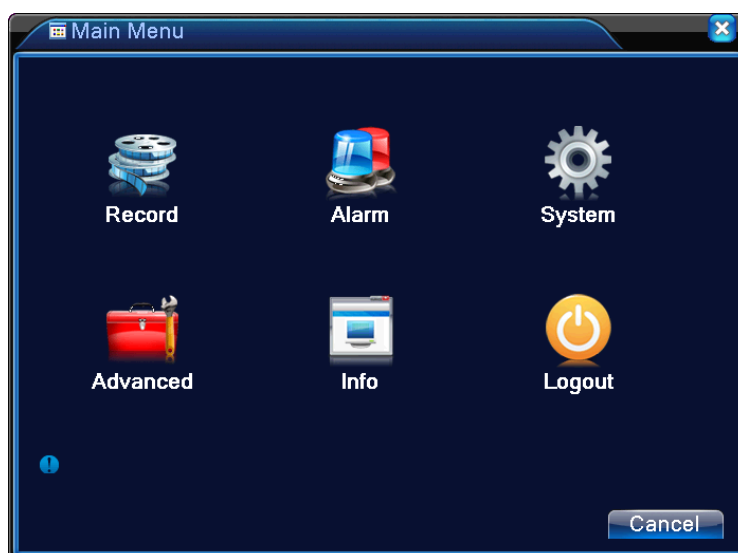 Main Menu
Record
Alarm
System
Advanced
Info
Logout
Cancel